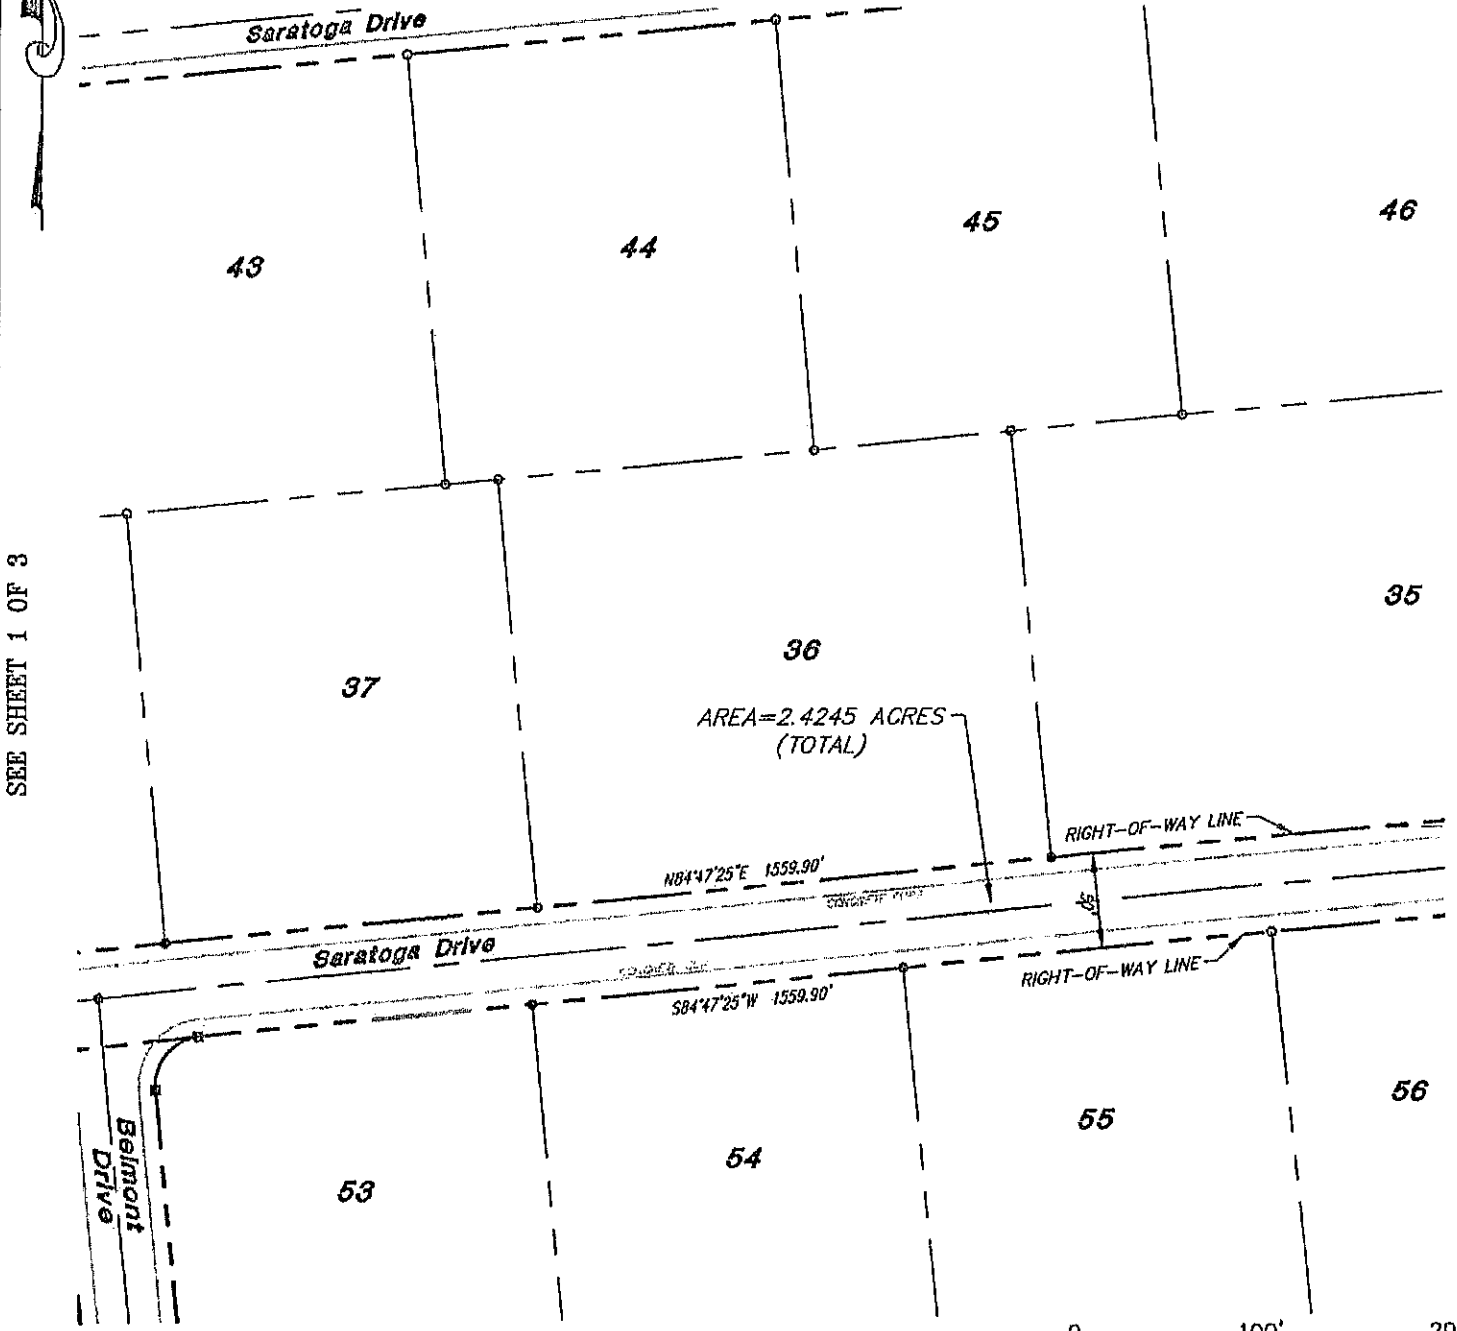 Saratoga Drive
43
44
45
46
SEE SHEET 1 OF 3
37
36
35
AREA=2.4245 ACRES
(TOTAL)
RIGHT-OF-WAY LINE
N84°47'25"E 1559.90'
50'
Saratoga Drive
RIGHT-OF-WAY LINE
S84°47'25"W 1559.90'
Belmont
Drive
53
54
55
56
0
100'